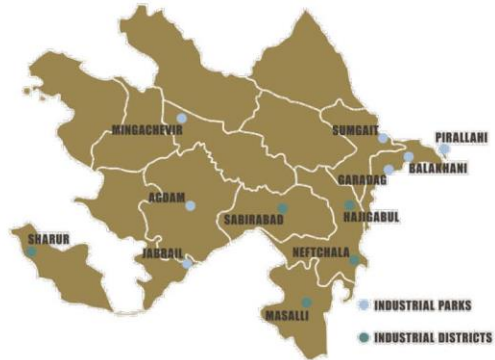 MINGACHEVIR
SUMGAIT
PIRALLAHI
BALAKHANI
GARADAG
AGDAM
SABIRABAD
HAJIGABUL
SHARUR
JABRAIL
NEFTCHALA
MASALLI
INDUSTRIAL PARKS
INDUSTRIAL DISTRICTS